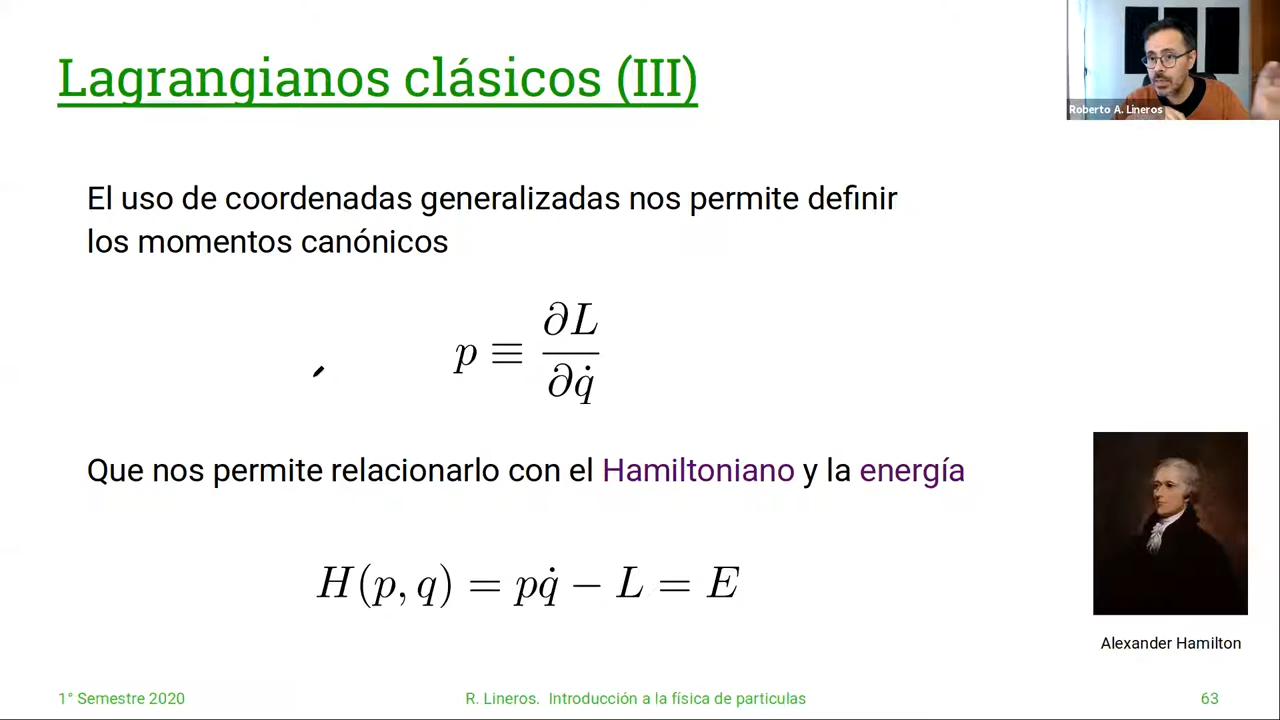 Lagrangianos clásicos (III)
Roberto A. Lineros
El uso de coordenadas generalizadas nos permite definir
los momentos canónicos
p ≡ ∂L/∂q̇
Que nos permite relacionarlo con el Hamiltoniano y la energía
H(p, q) = pq̇ − L = E
Alexander Hamilton
1° Semestre 2020
R. Lineros. Introducción a la física de particulas
63